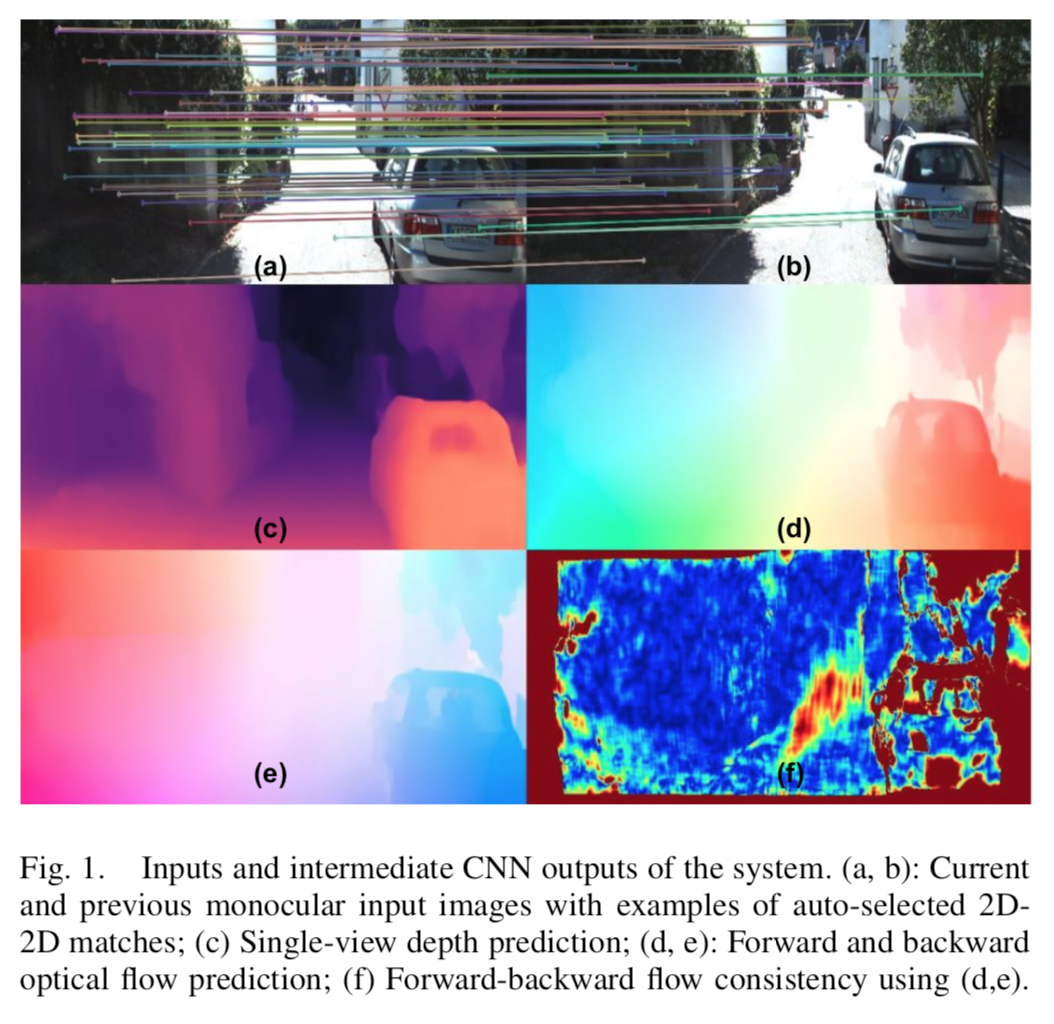 (a)
(b)
(c)
(d)
(e)
(f)
Fig. 1. Inputs and intermediate CNN outputs of the system. (a, b): Current
and previous monocular input images with examples of auto-selected 2D-
2D matches; (c) Single-view depth prediction; (d, e): Forward and backward
optical flow prediction; (f) Forward-backward flow consistency using (d,e).